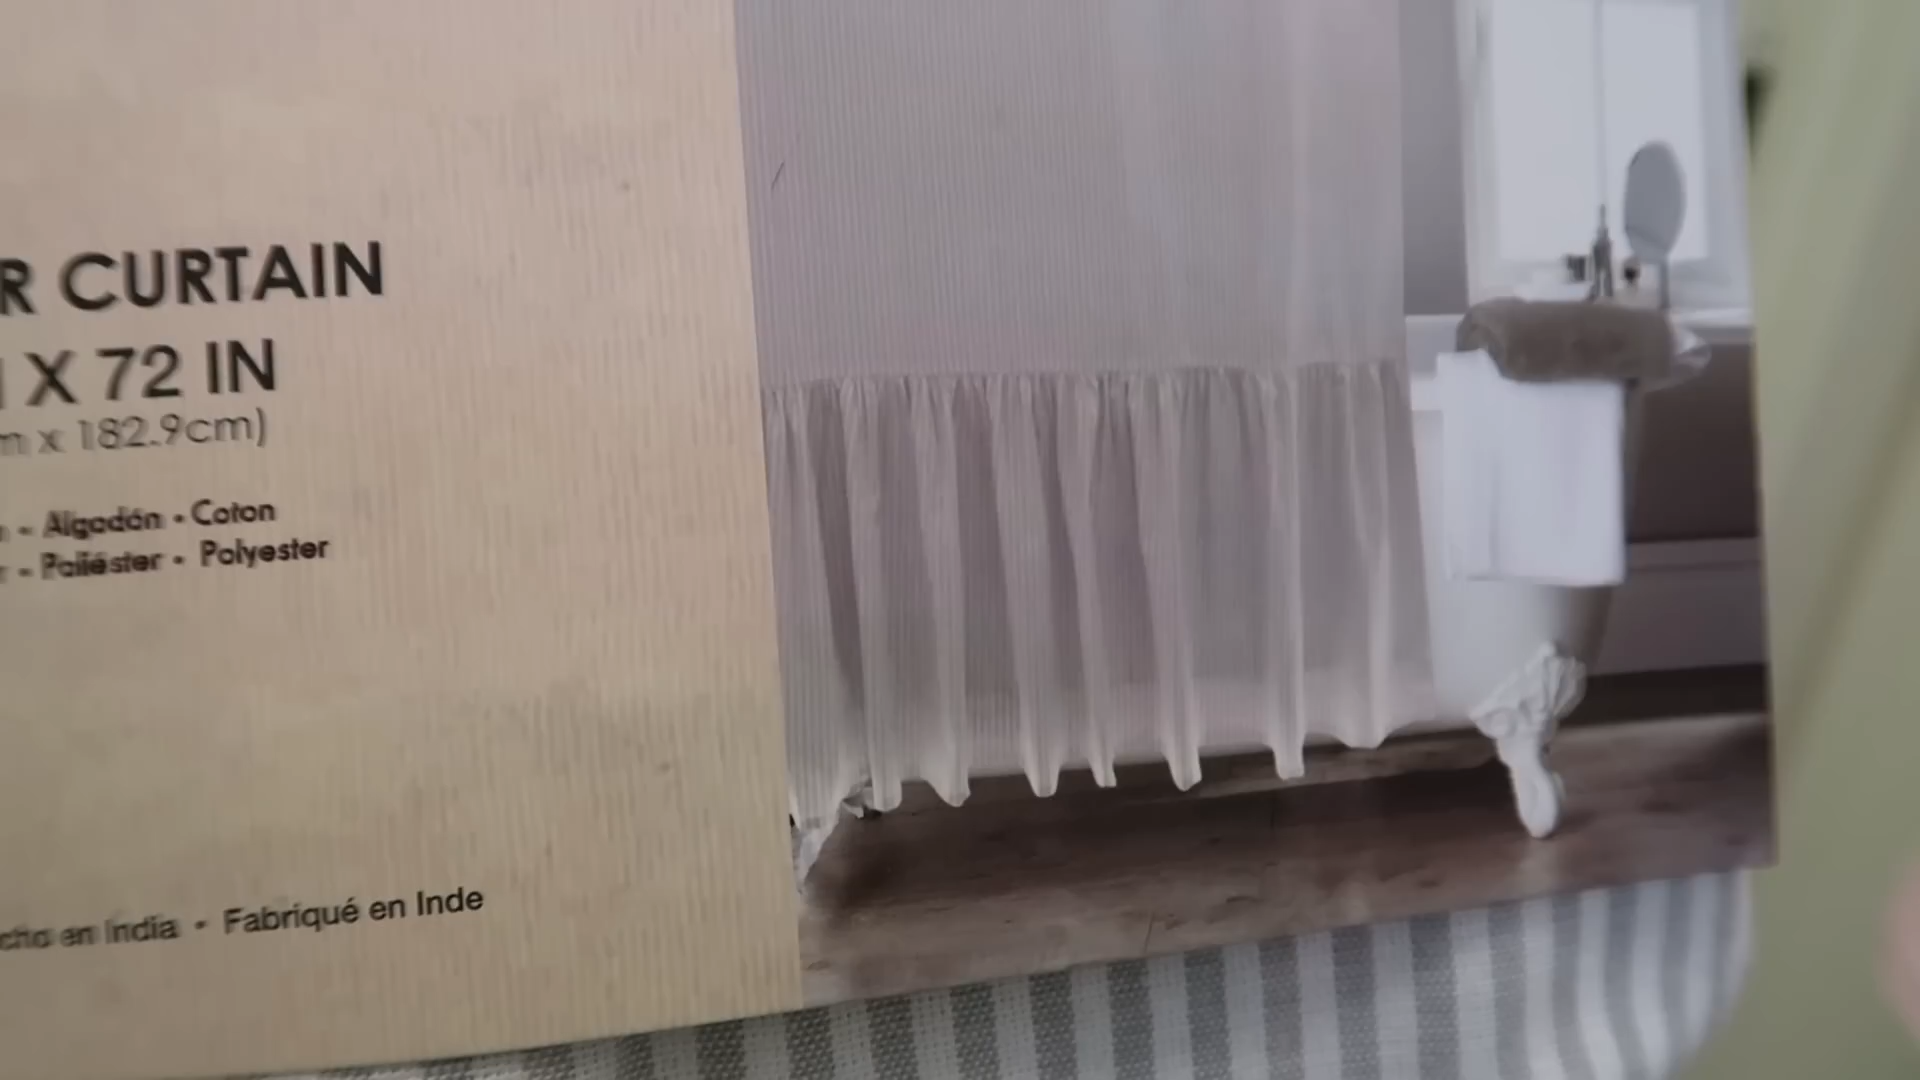 R CURTAIN
X 72 IN
m x 182.9cm)
- Algodón - Coton
- Poliéster - Polyester
cho en India - Fabriqué en Inde